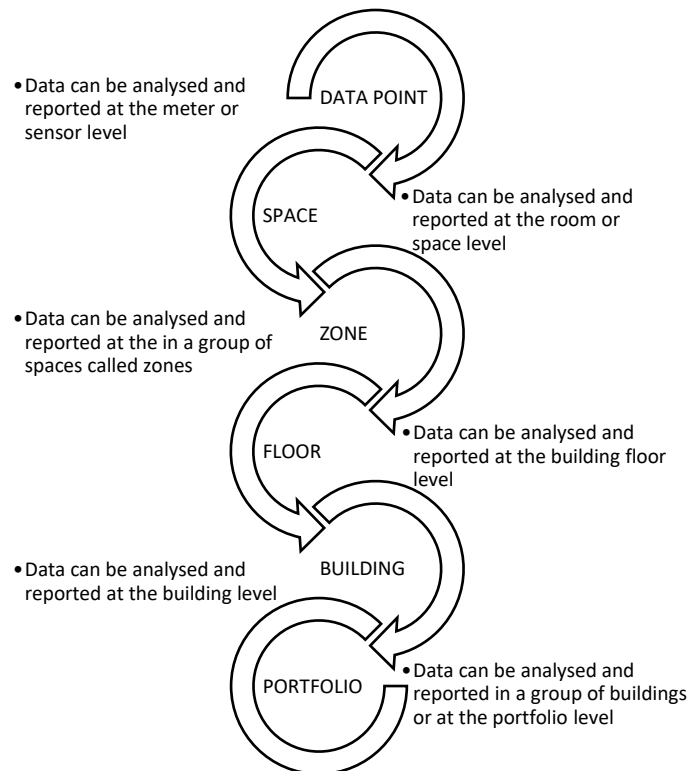 DATA POINT
•Data can be analysed and
reported at the meter or
sensor level
SPACE
•Data can be analysed and
reported at the room or
space level
ZONE
•Data can be analysed and
reported at the in a group of
spaces called zones
FLOOR
•Data can be analysed and
reported at the building floor
level
BUILDING
•Data can be analysed and
reported at the building level
PORTFOLIO
•Data can be analysed and
reported in a group of buildings
or at the portfolio level